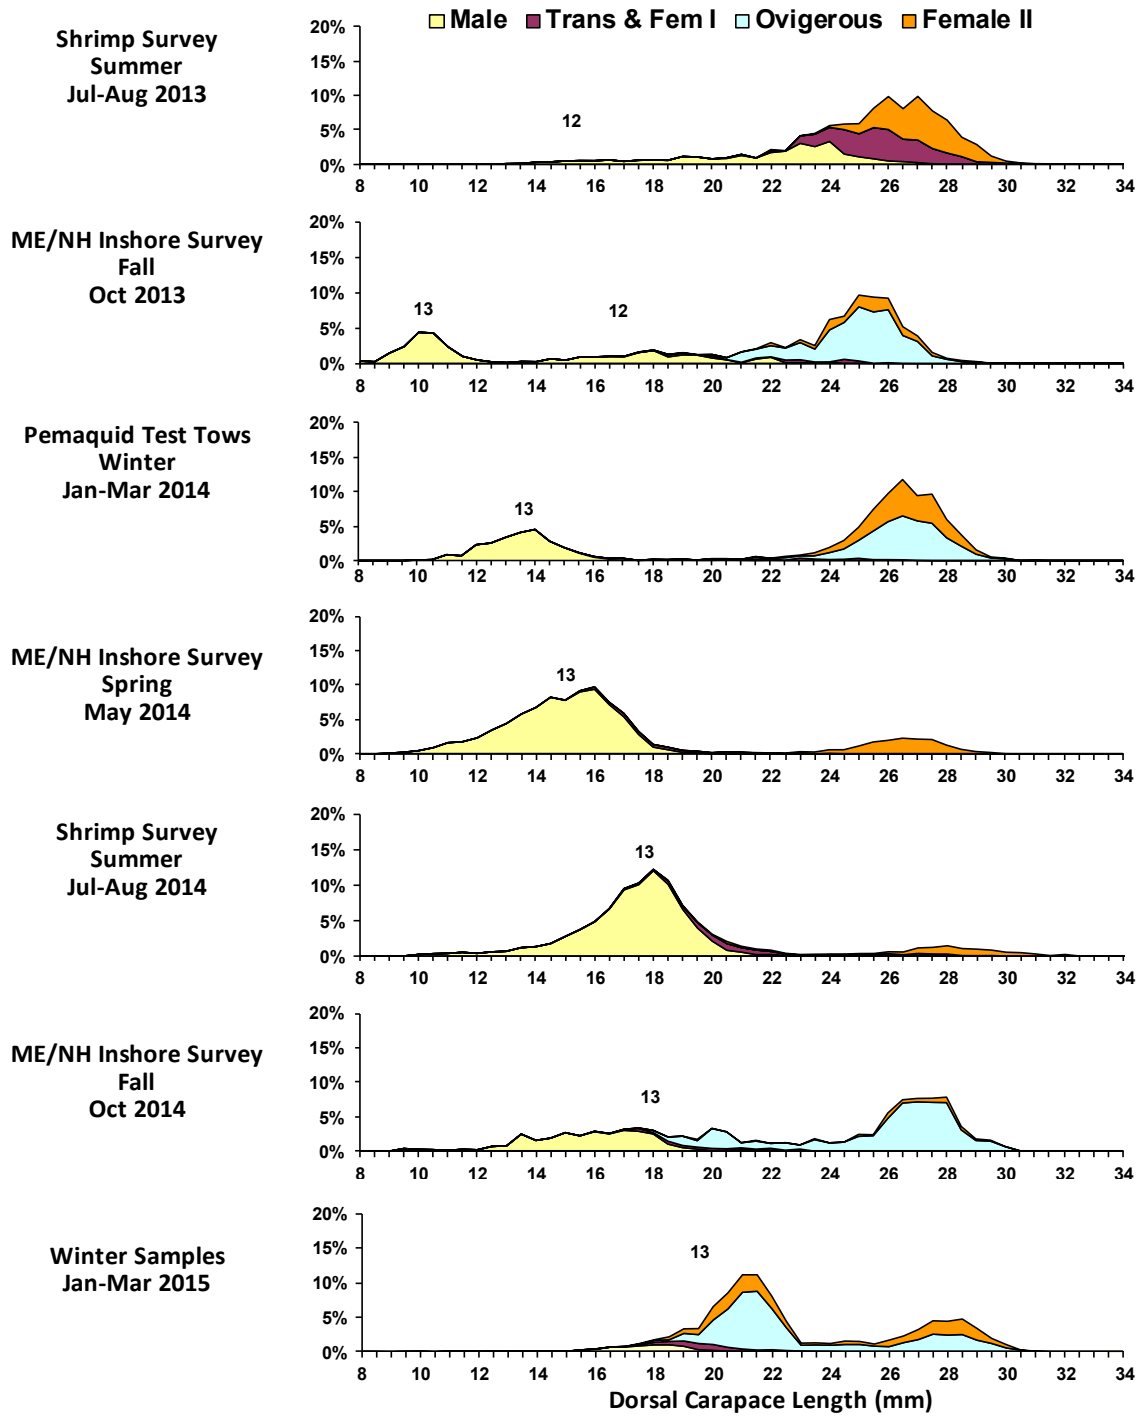 Male Trans & Fem I Ovigerous Female II
Shrimp Survey
Summer
Jul-Aug 2013
20%
15%
10%
5%
0%
12
8 10 12 14 16 18 20 22 24 26 28 30 32 34
ME/NH Inshore Survey
Fall
Oct 2013
20%
15%
10%
5%
0%
13 12
8 10 12 14 16 18 20 22 24 26 28 30 32 34
Pemaquid Test Tows
Winter
Jan-Mar 2014
20%
15%
10%
5%
0%
13
8 10 12 14 16 18 20 22 24 26 28 30 32 34
ME/NH Inshore Survey
Spring
May 2014
20%
15%
10%
5%
0%
13
8 10 12 14 16 18 20 22 24 26 28 30 32 34
Shrimp Survey
Summer
Jul-Aug 2014
20%
15%
10%
5%
0%
13
8 10 12 14 16 18 20 22 24 26 28 30 32 34
ME/NH Inshore Survey
Fall
Oct 2014
20%
15%
10%
5%
0%
13
8 10 12 14 16 18 20 22 24 26 28 30 32 34
Winter Samples
Jan-Mar 2015
20%
15%
10%
5%
0%
13
8 10 12 14 16 18 20 22 24 26 28 30 32 34
Dorsal Carapace Length (mm)